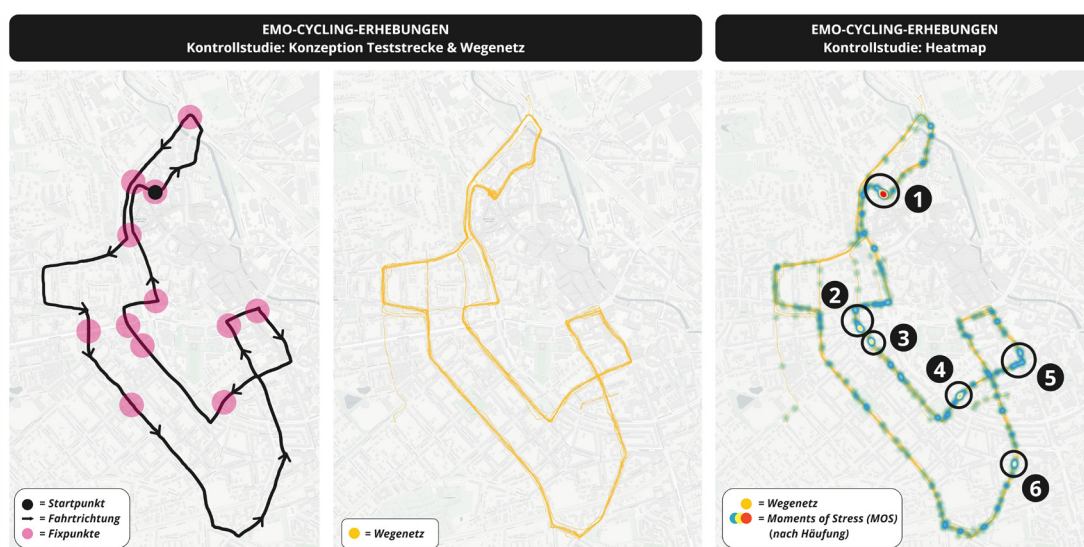 EMO-CYCLING-ERHEBUNGEN
Kontrollstudie: Konzeption Teststrecke & Wegenetz
= Startpunkt
= Fahrtrichtung
= Fixpunkte
= Wegenetz
EMO-CYCLING-ERHEBUNGEN
Kontrollstudie: Heatmap
1
2
3
4
5
6
= Wegenetz
= Moments of Stress (MOS)
(nach Häufung)